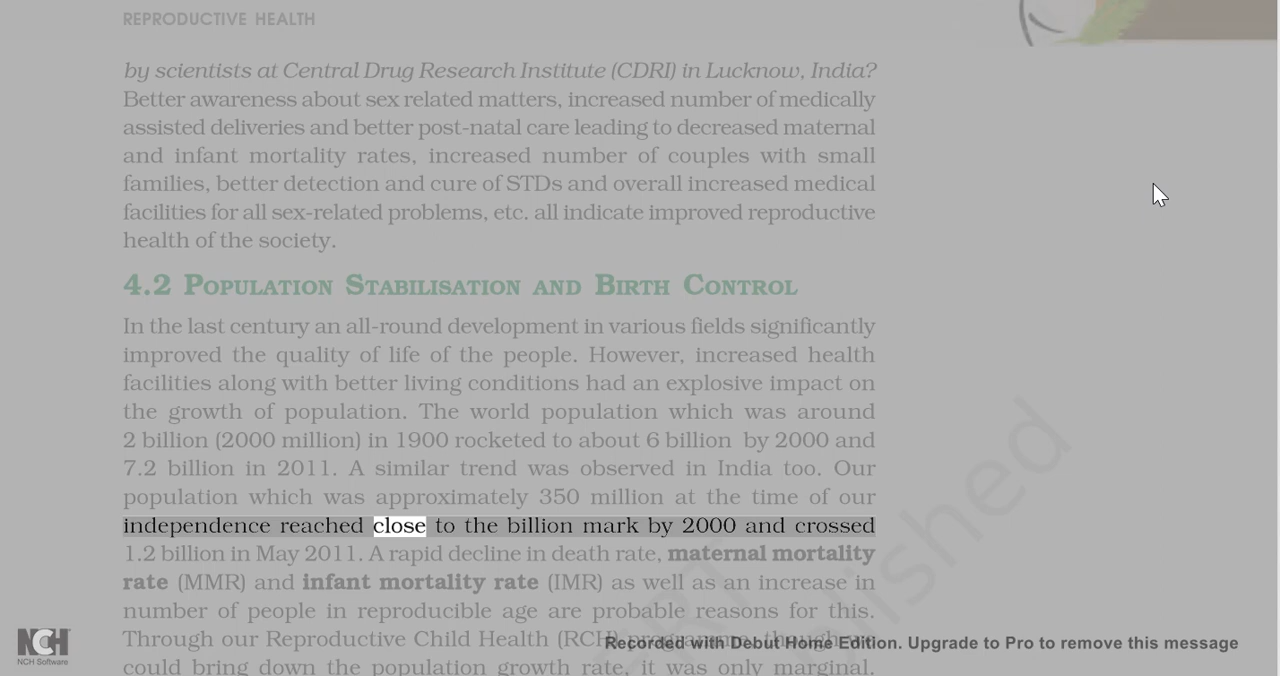 REPRODUCTIVE HEALTH
by scientists at Central Drug Research Institute (CDRI) in Lucknow, India?
Better awareness about sex related matters, increased number of medically
assisted deliveries and better post-natal care leading to decreased maternal
and infant mortality rates, increased number of couples with small
families, better detection and cure of STDs and overall increased medical
facilities for all sex-related problems, etc. all indicate improved reproductive
health of the society.
4.2 POPULATION STABILISATION AND BIRTH CONTROL
In the last century an all-round development in various fields significantly
improved the quality of life of the people. However, increased health
facilities along with better living conditions had an explosive impact on
the growth of population. The world population which was around
2 billion (2000 million) in 1900 rocketed to about 6 billion by 2000 and
7.2 billion in 2011. A similar trend was observed in India too. Our
population which was approximately 350 million at the time of our
independence reached close to the billion mark by 2000 and crossed
1.2 billion in May 2011. A rapid decline in death rate, maternal mortality
rate (MMR) and infant mortality rate (IMR) as well as an increase in
number of people in reproducible age are probable reasons for this.
Through our Reproductive Child Health (RCH) programme, though we
could bring down the population growth rate, it was only marginal.
Recorded with Debut Home Edition. Upgrade to Pro to remove this message
NCH
NCH Software